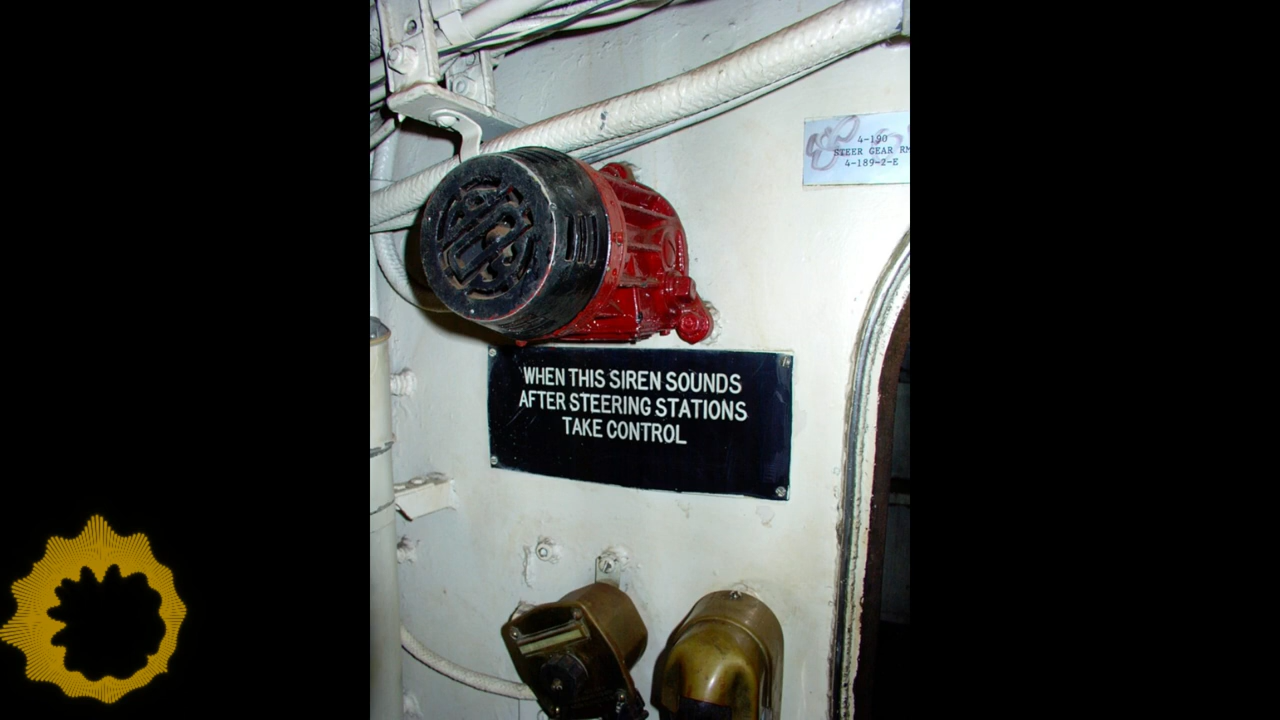 4-190
STEER GEAR RM
4-189-2-E
WHEN THIS SIREN SOUNDS
AFTER STEERING STATIONS
TAKE CONTROL